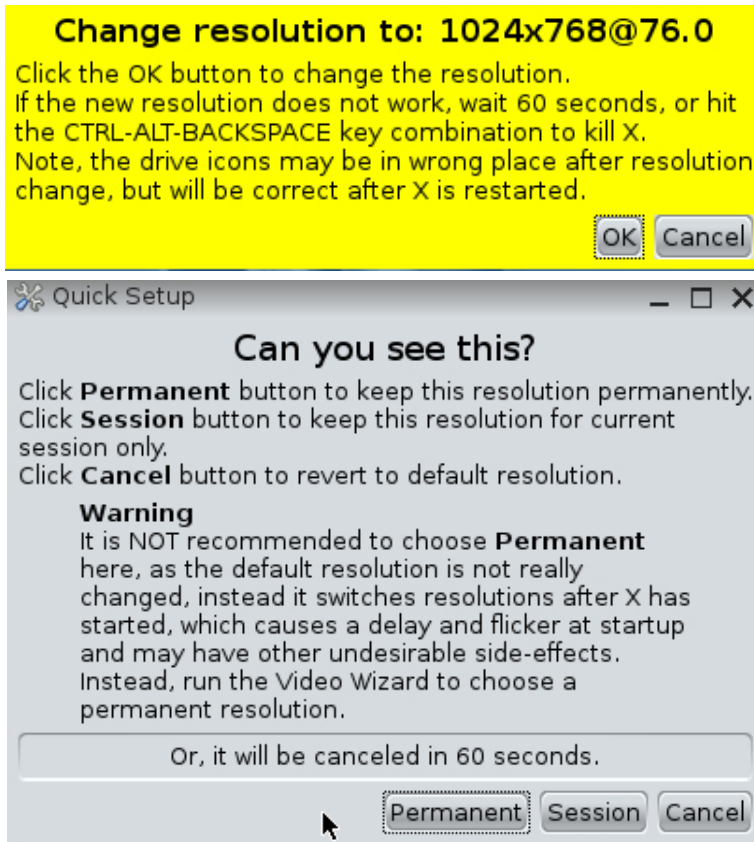 Change resolution to: 1024x768@76.0
Click the OK button to change the resolution.
If the new resolution does not work, wait 60 seconds, or hit
the CTRL-ALT-BACKSPACE key combination to kill X.
Note, the drive icons may be in wrong place after resolution
change, but will be correct after X is restarted.
OK Cancel
Quick Setup
Can you see this?
Click Permanent button to keep this resolution permanently.
Click Session button to keep this resolution for current
session only.
Click Cancel button to revert to default resolution.
Warning
It is NOT recommended to choose Permanent
here, as the default resolution is not really
changed, instead it switches resolutions after X has
started, which causes a delay and flicker at startup
and may have other undesirable side-effects.
Instead, run the Video Wizard to choose a
permanent resolution.
Or, it will be canceled in 60 seconds.
Permanent Session Cancel